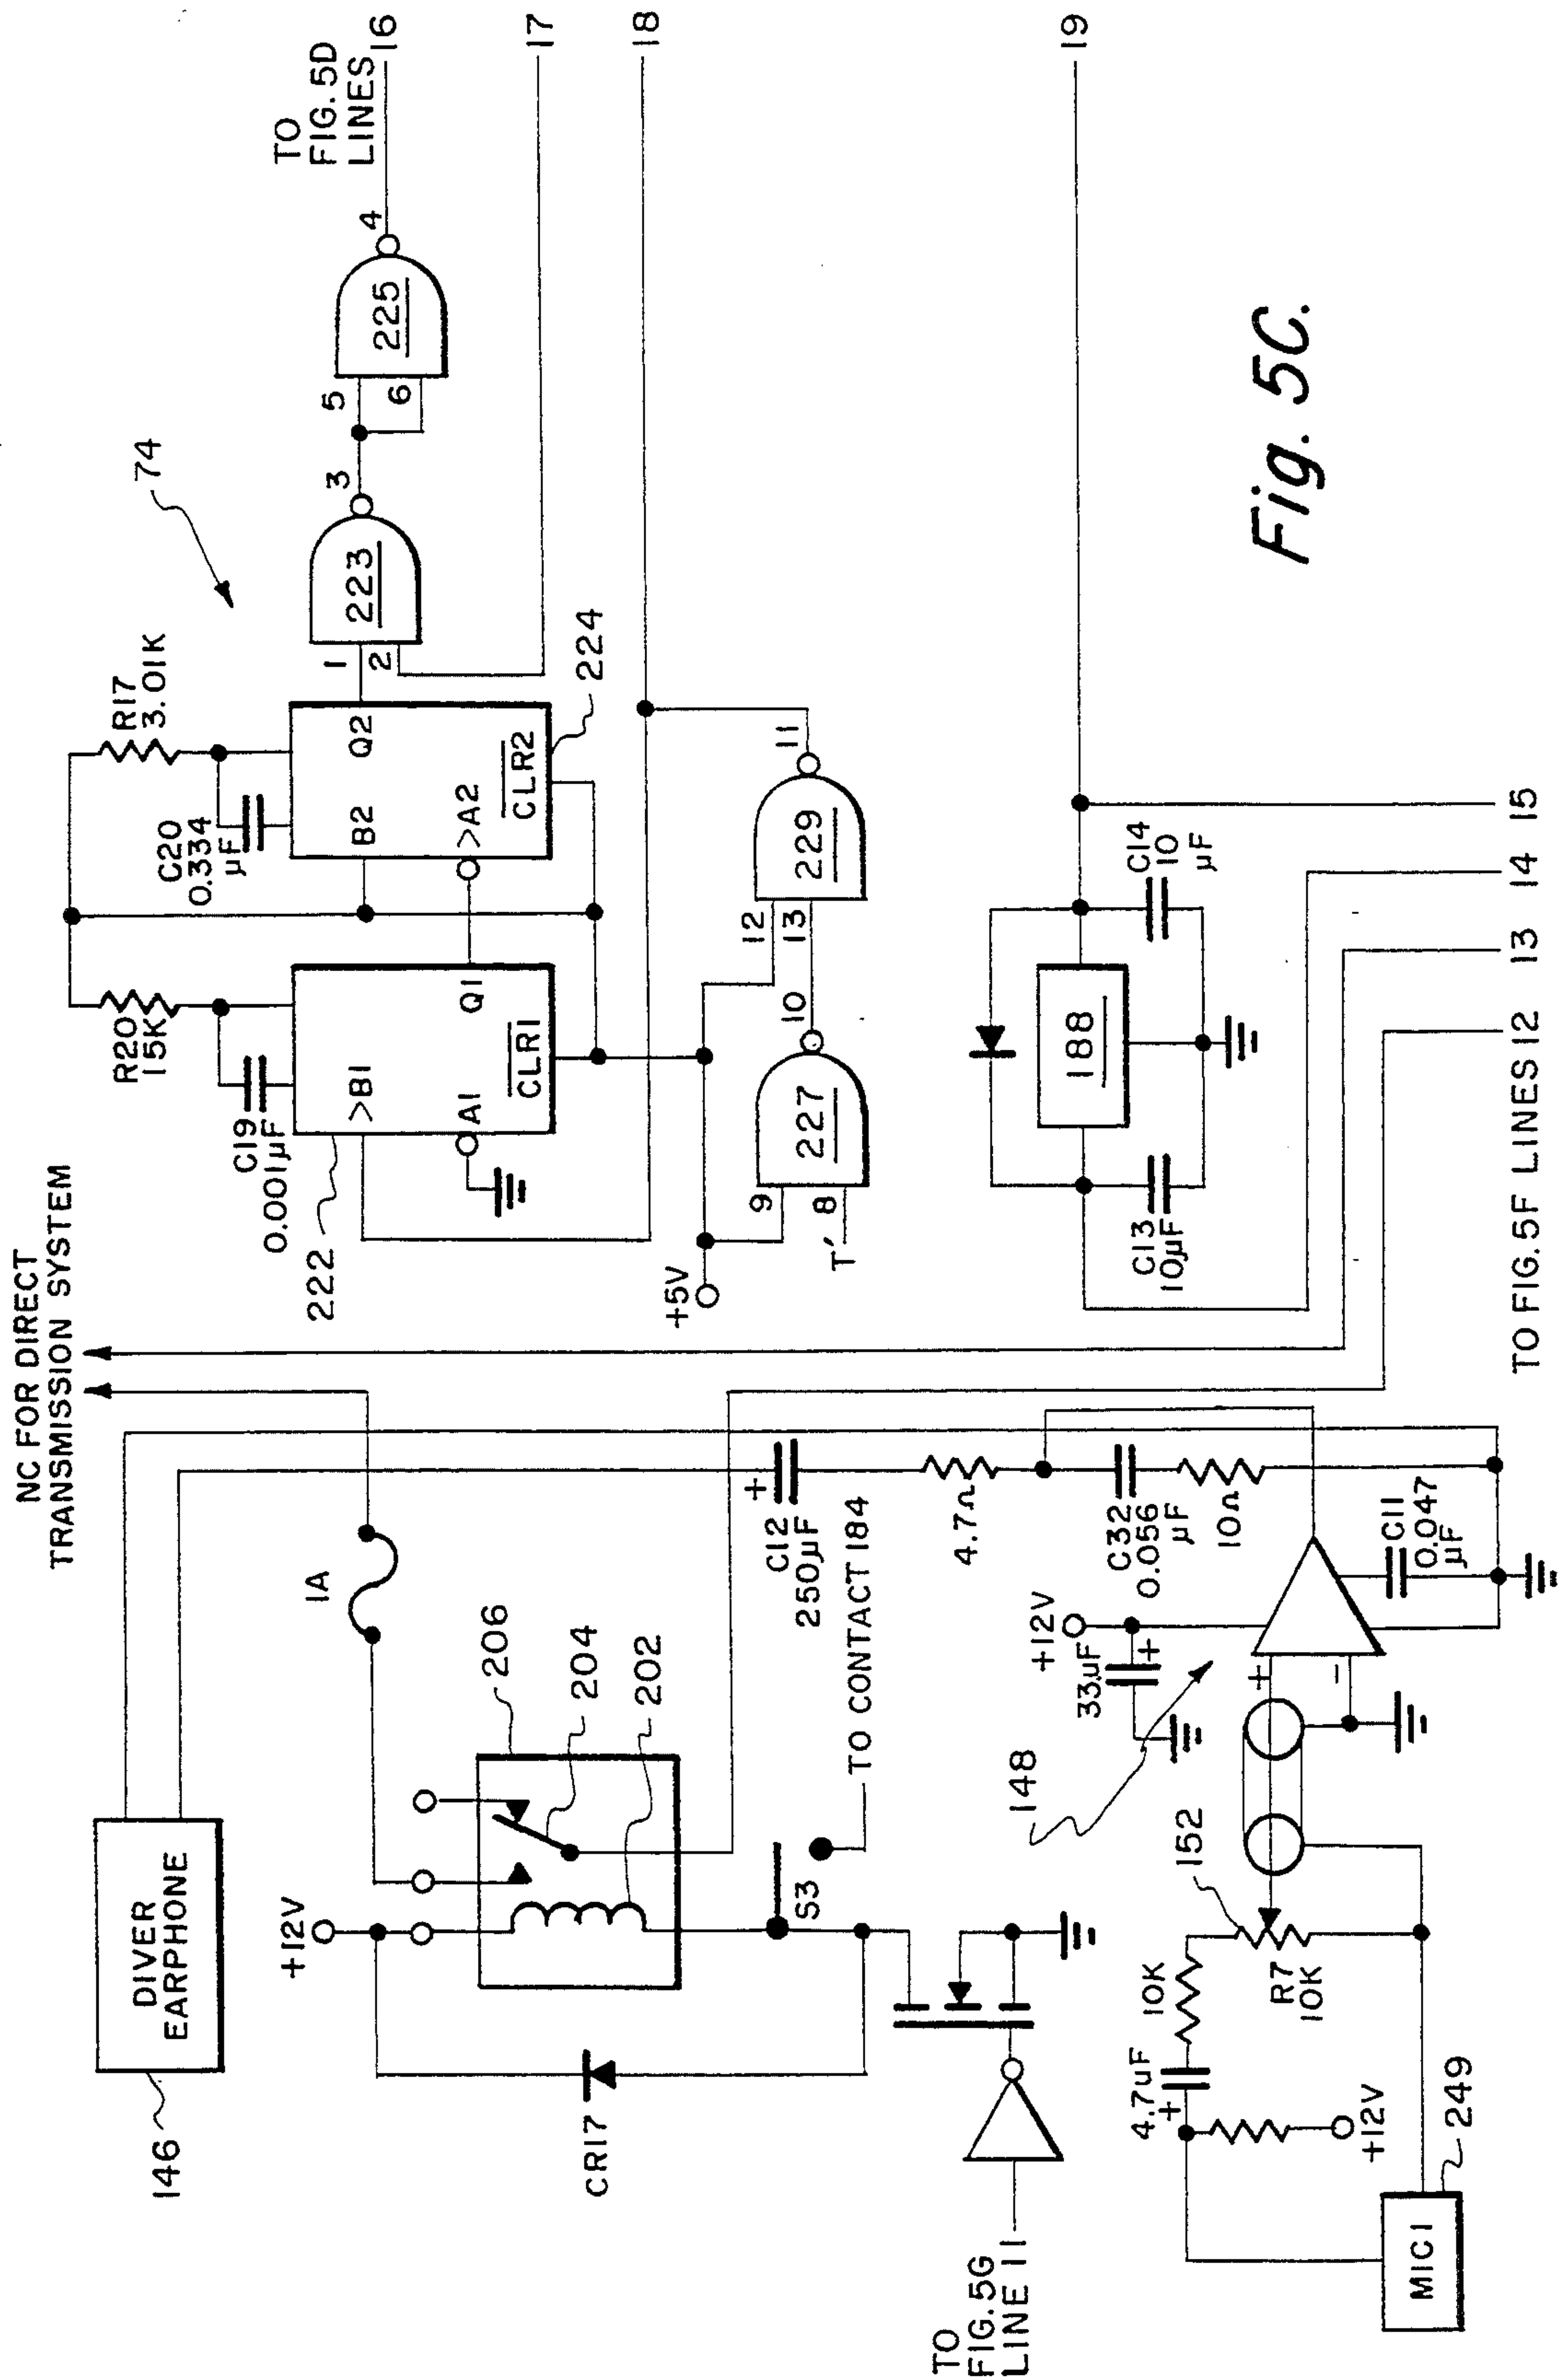 NC FOR DIRECT
TRANSMISSION SYSTEM
DIVER
EARPHONE
146
1A
+12V
206
204
202
CR17
S3
TO CONTACT 184
C12
250µF
+
4.7Ω
C32
0.056
µF
10Ω
C11
0.047
µF
+12V
33µF
+
148
+
-
152
R7
10K
10K
4.7uF
+
+12V
MIC1
249
TO
FIG. 5G
LINE 11
R20
15K
C19
0.001µF
222
>B1
A1
Q1
CLR1
R17
3.01K
C20
0.334
µF
B2
Q2
>A2
CLR2
224
74
1
2
223
3
5
6
225
4
TO
FIG. 5D
LINES 16
17
18
19
+5V
T'
9
8
227
10
12
13
229
11
188
C13
10µF
C14
10
µF
TO FIG. 5F LINES 12
13
14
15
Fig. 5C.